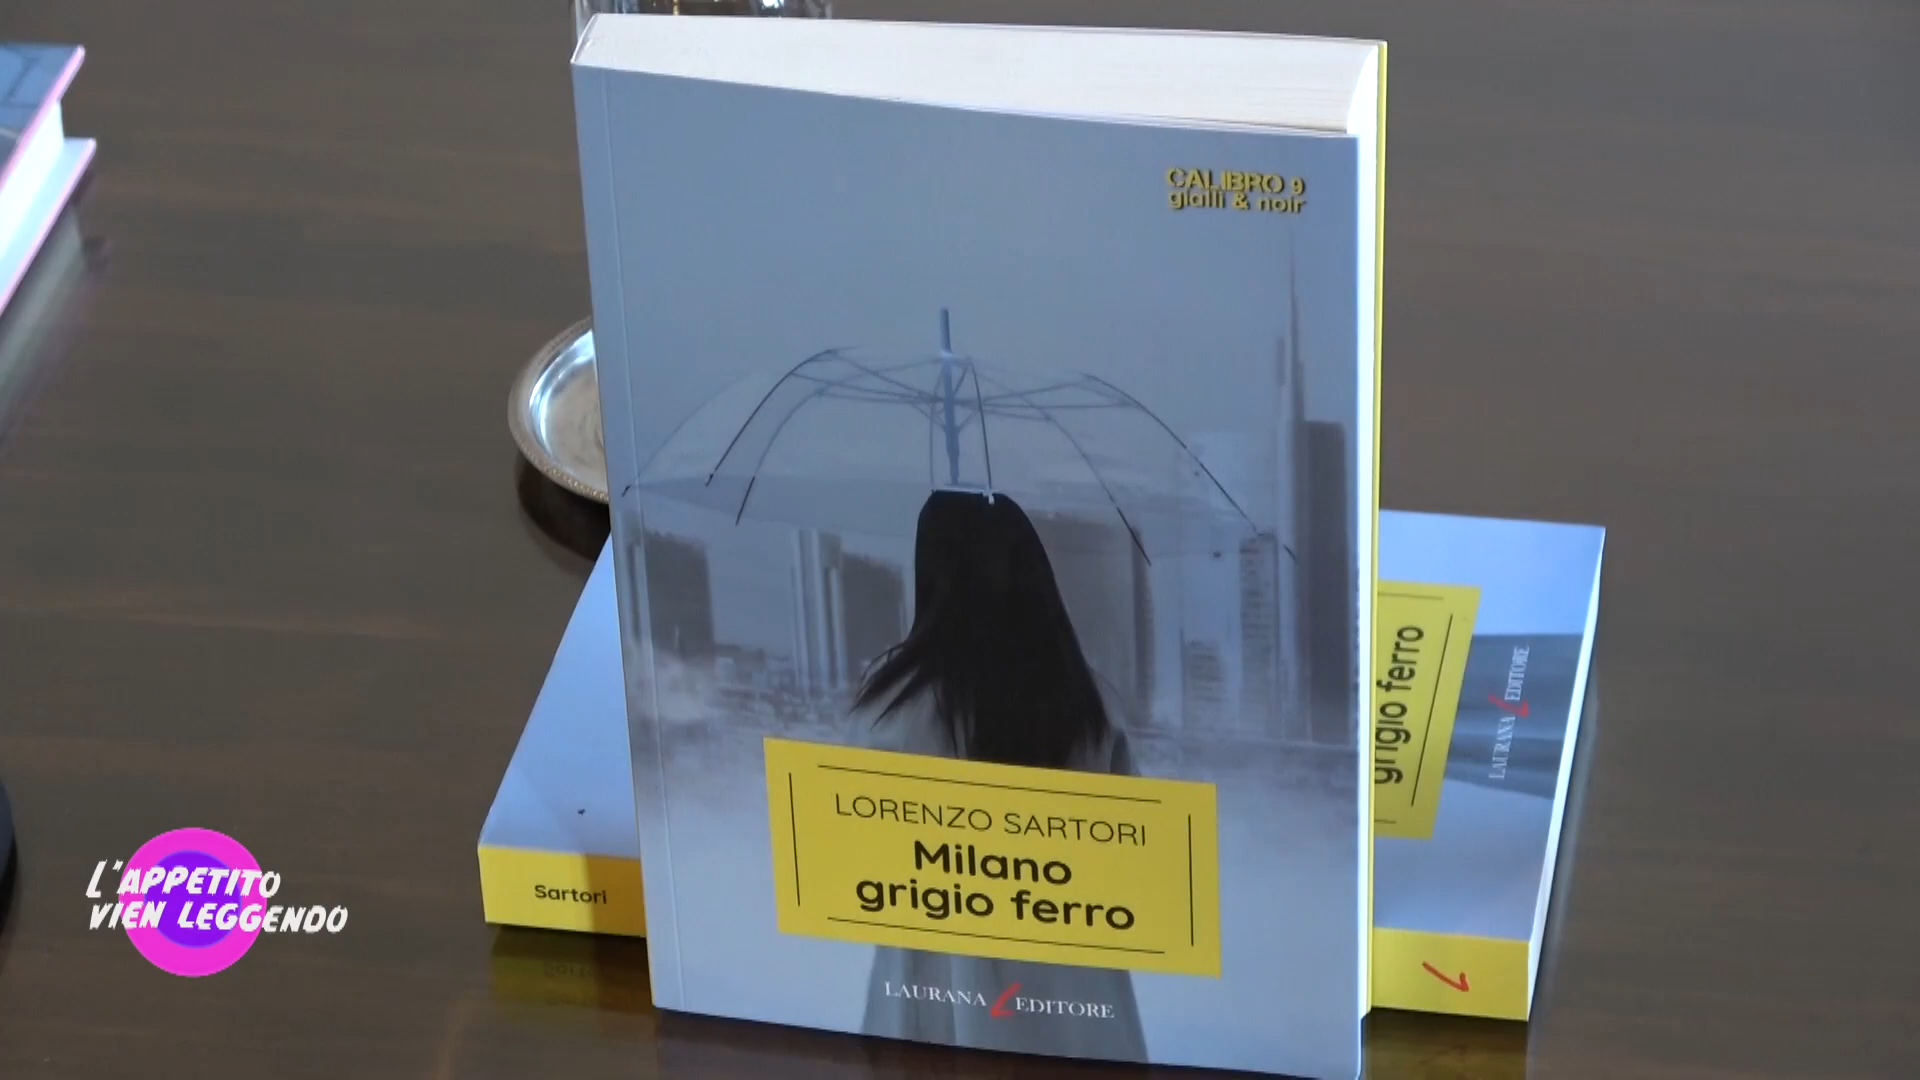 CALIBRO 9
gialli & noir
LORENZO SARTORI
Milano
grigio ferro
LAURANA EDITORE
Sartori
grigio ferro
LAURANA EDITORE
L'APPETITO
VIEN LEGGENDO